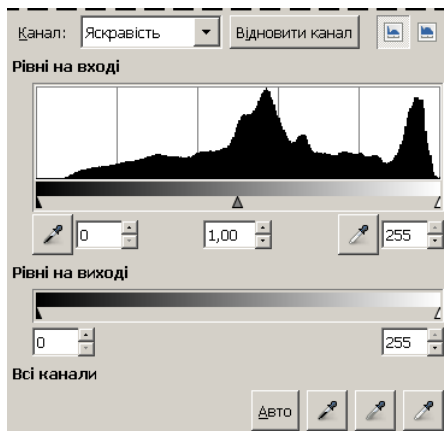 Канал: Яскравість Відновити канал
Рівні на вході
0 1,00 255
Рівні на виході
0 255
Всі канали
Авто